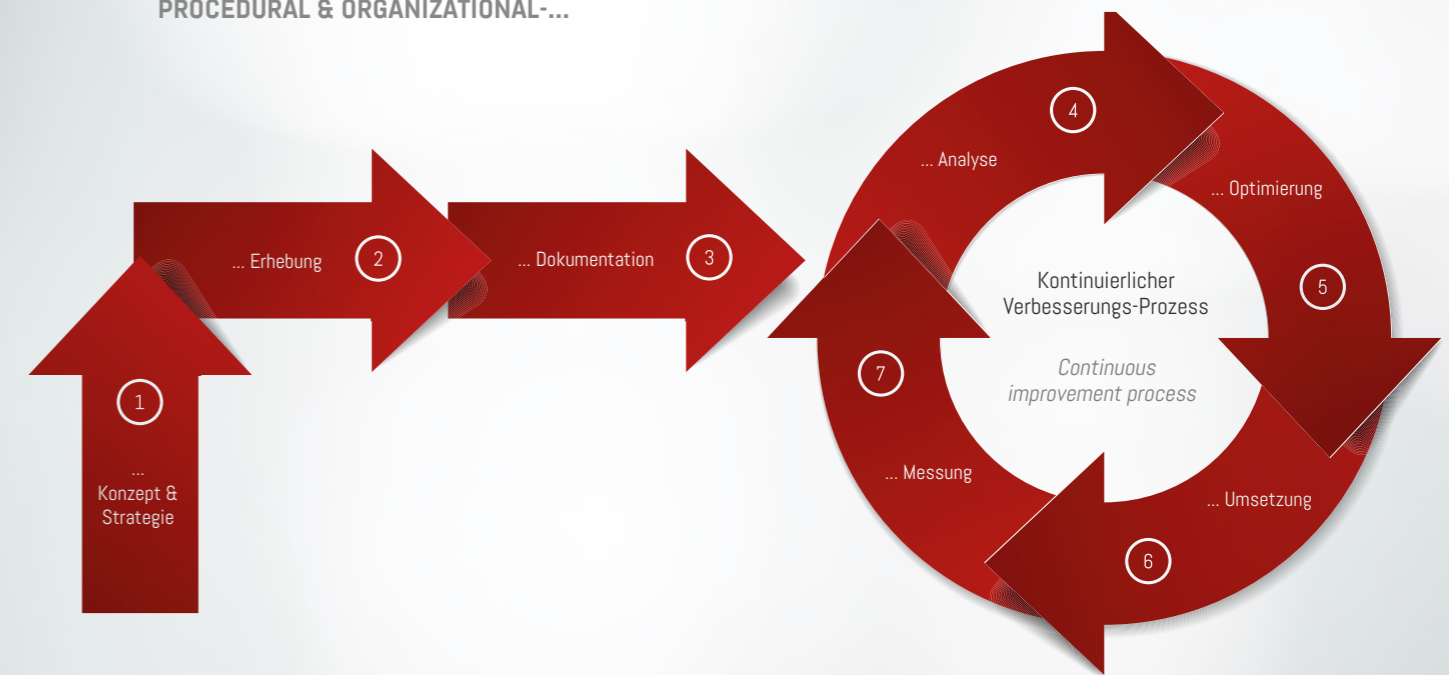 PROCEDURAL & ORGANIZATIONAL-...
1
...
Konzept &
Strategie
... Erhebung
2
... Dokumentation
3
4
... Analyse
... Optimierung
5
Kontinuierlicher
Verbesserungs-Prozess
Continuous
improvement process
... Umsetzung
6
... Messung
7